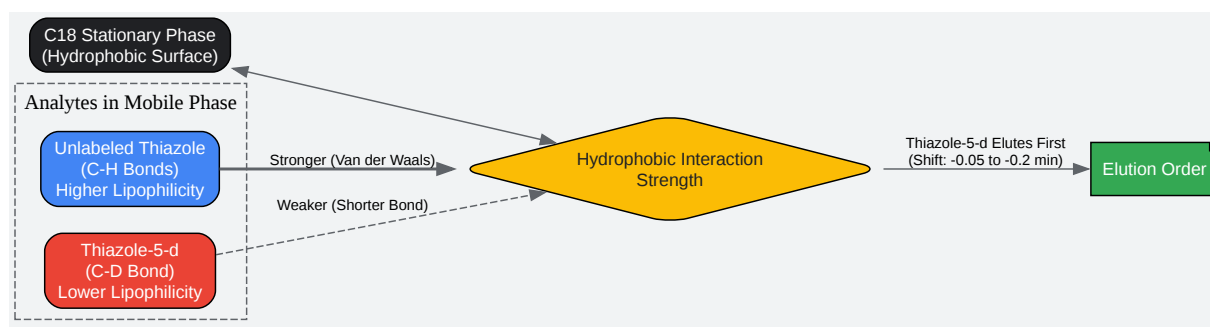 C18 Stationary Phase
(Hydrophobic Surface)
Analytes in Mobile Phase
Unlabeled Thiazole
(C-H Bonds)
Higher Lipophilicity
Stronger (Van der Waals)
Weaker (Shorter Bond)
Thiazole-5-d
(C-D Bond)
Lower Lipophilicity
Hydrophobic Interaction
Strength
Thiazole-5-d Elutes First
(Shift: -0.05 to -0.2 min)
Elution Order